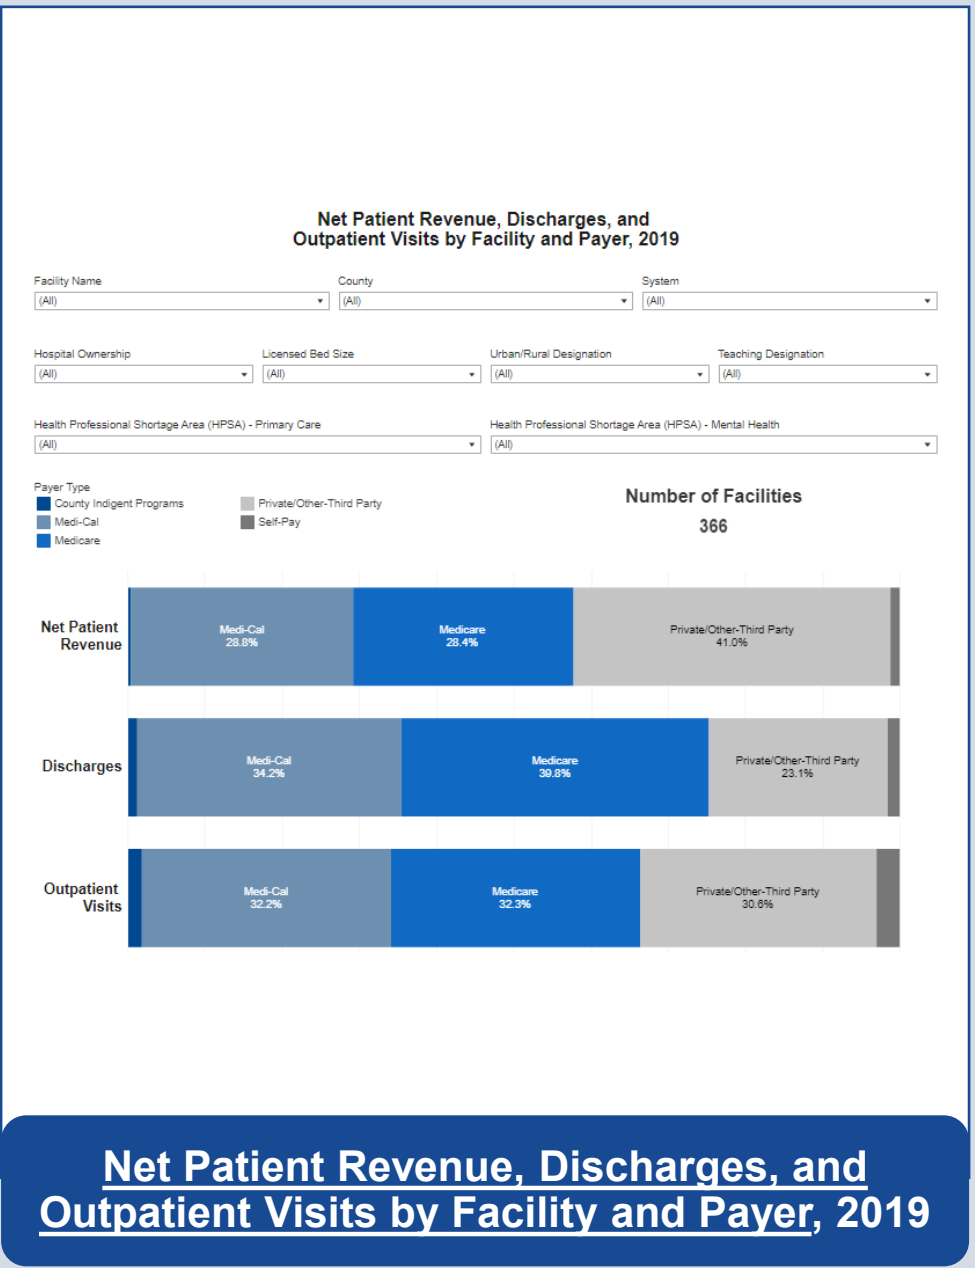 Net Patient Revenue, Discharges, and
Outpatient Visits by Facility and Payer, 2019
Facility Name
County
System
(All)
(All)
(All)
Hospital Ownership
Licensed Bed Size
Urban/Rural Designation
Teaching Designation
(All)
(All)
(All)
(All)
Health Professional Shortage Area (HPSA) - Primary Care
Health Professional Shortage Area (HPSA) - Mental Health
(All)
(All)
Payer Type
County Indigent Programs
Private/Other-Third Party
Medi-Cal
Self-Pay
Medicare
Number of Facilities
366
Net Patient
Revenue
Medi-Cal
28.8%
Medicare
28.4%
Private/Other-Third Party
41.0%
Discharges
Medi-Cal
34.2%
Medicare
39.8%
Private/Other-Third Party
23.1%
Outpatient
Visits
Medi-Cal
32.2%
Medicare
32.3%
Private/Other-Third Party
30.6%
Net Patient Revenue, Discharges, and
Outpatient Visits by Facility and Payer, 2019